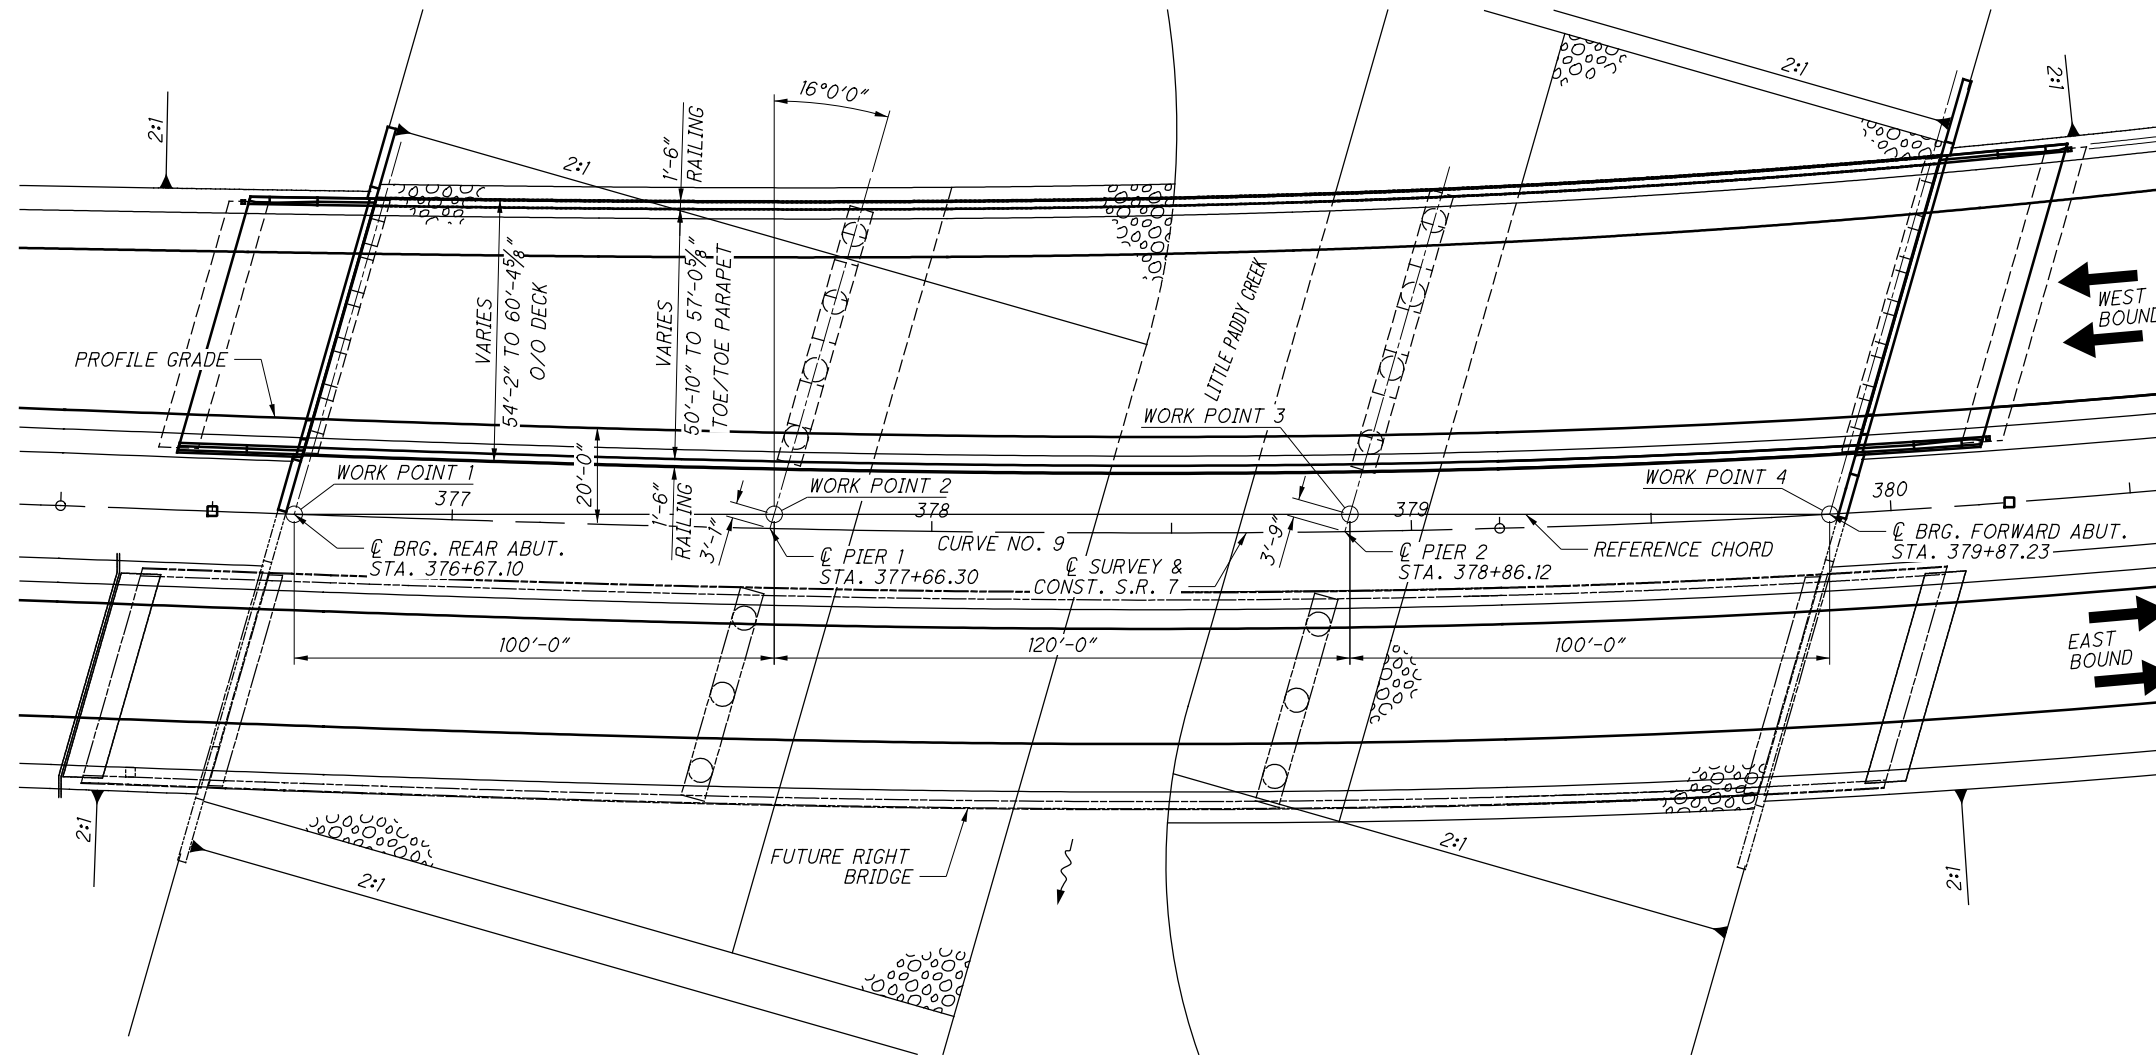 2:1
2:1
16°0'0"
1'-6"
RAILING
2:1
2:1
2:1
PROFILE GRADE
VARIES
54'-2" TO 60'-4⅝"
O/O DECK
VARIES
50'-10" TO 57'-0⅝"
TOE/TOE PARAPET
LITTLE PADDY CREEK
WEST
BOUND
20'-0"
WORK POINT 1
377
1'-6"
RAILING
3'-1"
WORK POINT 2
378
WORK POINT 3
3'-9"
379
WORK POINT 4
380
℄ BRG. REAR ABUT.
STA. 376+67.10
℄ PIER 1
STA. 377+66.30
CURVE NO. 9
℄ SURVEY &
CONST. S.R. 7
℄ PIER 2
STA. 378+86.12
REFERENCE CHORD
℄ BRG. FORWARD ABUT.
STA. 379+87.23
100'-0"
120'-0"
100'-0"
EAST
BOUND
2:1
2:1
FUTURE RIGHT
BRIDGE
2:1
2:1